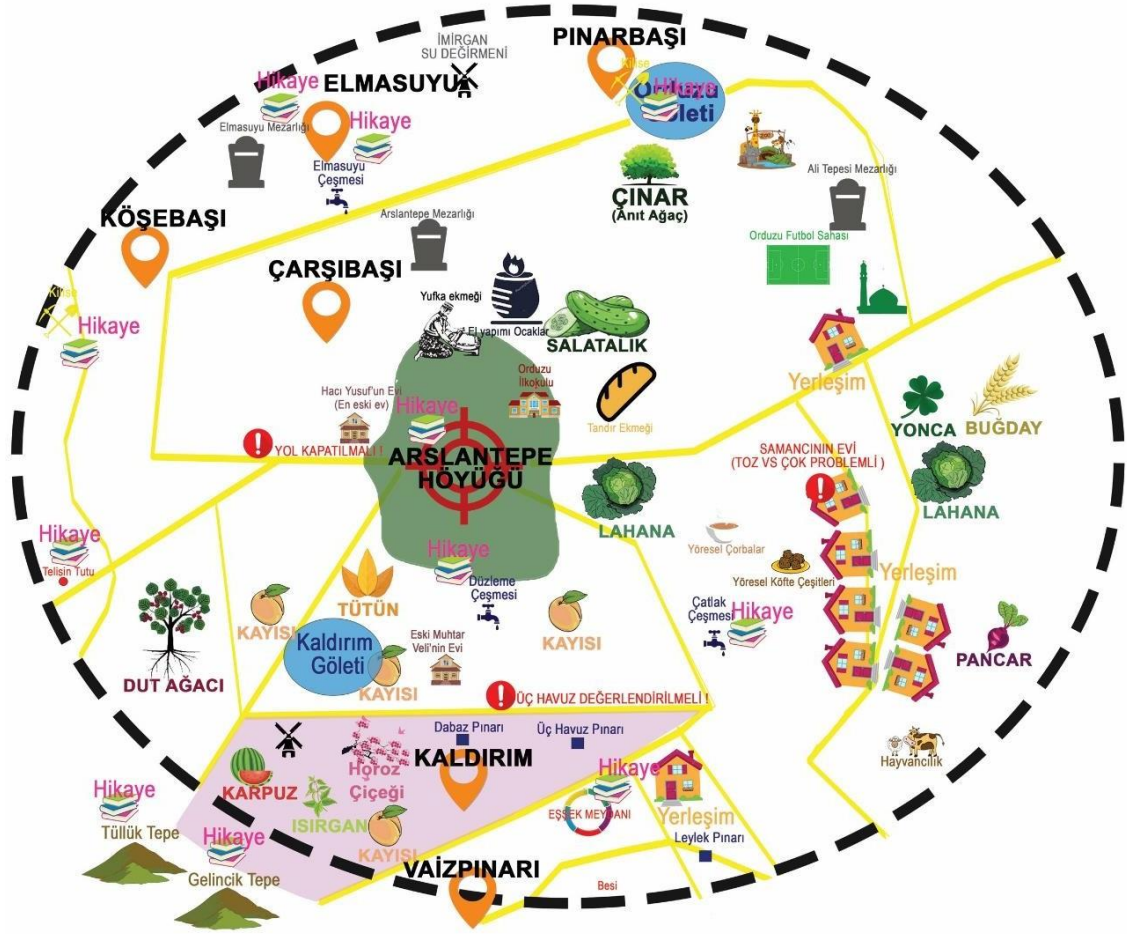 İMİRGAN
SU DEĞİRMENİ
PINARBAŞI
Kilise
Hikaye
Hikaye
ELMASUYU
Hikaye
Elmasuyu Mezarlığı
Elmasuyu
Çeşmesi
ÇINAR
(Anıt Ağaç)
Ali Tepesi Mezarlığı
KÖŞEBAŞI
Arslantepe Mezarlığı
Orduzu Futbol Sahası
ÇARŞIBAŞI
Kilise
Hikaye
Yufka ekmeği
El yapımı Ocaklar
SALATALIK
Yerleşim
Hacı Yusuf'un Evi
(En eski ev)
Hikaye
Orduzu
İlkokulu
Tandır Ekmeği
YONCA
BUĞDAY
YOL KAPATILMALI !
ARSLANTEPE
HÖYÜĞÜ
SAMANCININ EVİ
(TOZ VS ÇOK PROBLEMLİ )
LAHANA
LAHANA
Hikaye
Telisin Tutu
Hikaye
Düzleme
Çeşmesi
Yöresel Çorbalar
Yöresel Köfte Çeşitleri
Yerleşim
TÜTÜN
KAYISI
KAYISI
Çatlak
Çeşmesi
Hikaye
DUT AĞACI
Kaldırım
Göleti
Eski Muhtar
Veli'nin Evi
KAYISI
PANCAR
ÜÇ HAVUZ DEĞERLENDİRİLMELİ !
Dabaz Pınarı
Üç Havuz Pınarı
KALDIRIM
Hayvancılık
KARPUZ
Horoz
Çiçeği
Hikaye
Hikaye
Tüllük Tepe
ISIRGAN
KAYISI
EŞŞEK MEYDANI
Yerleşim
Leylek Pınarı
Hikaye
Gelincik Tepe
VAİZPINARI
Besi